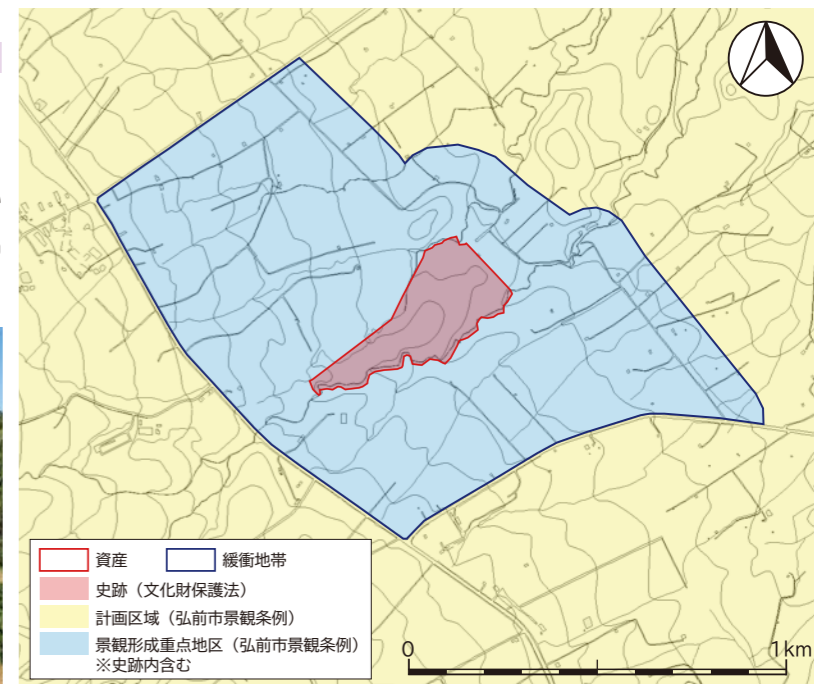 資産
緩衝地帯
史跡（文化財保護法）
計画区域（弘前市景観条例）
景観形成重点地区（弘前市景観条例）
※史跡内含む
0 1km